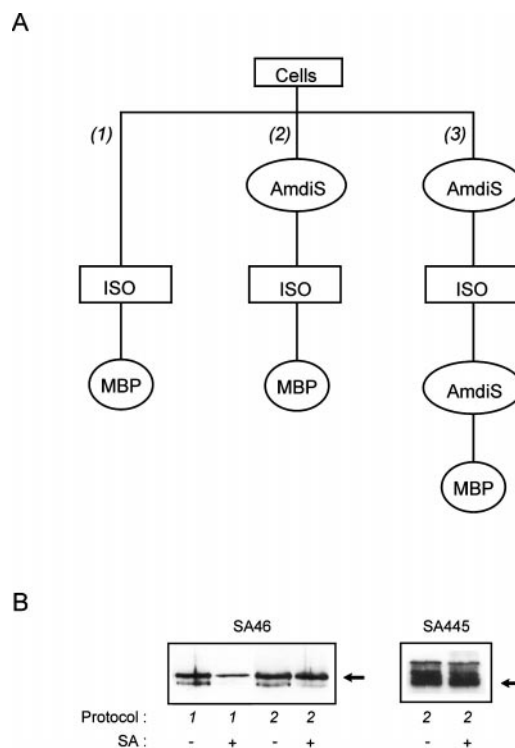 A
Cells
(1) (2) (3)
AmdiS AmdiS
ISO ISO ISO
MBP MBP AmdiS
MBP
B
SA46 SA445
Protocol : 1 1 2 2 2 2
SA : - + - + - +